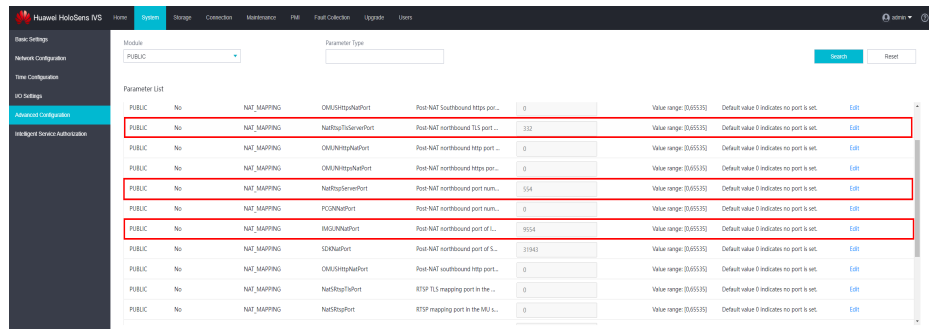 Huawei HoloSens IVS Home System Storage Connection Maintenance PMI Fault Collection Upgrade Users admin
Basic Settings
Network Configuration
Time Configuration
I/O Settings
Advanced Configuration
Intelligent Service Authorization
Module Parameter Type
PUBLIC
Search Reset
Parameter List
PUBLIC No NAT_MAPPING OMUSHttpsNatPort Post-NAT Southbound https por... 0 Value range: [0,65535] Default value 0 indicates no port is set. Edit
PUBLIC No NAT_MAPPING NatRtspTlsServerPort Post-NAT northbound TLS port ... 332 Value range: [0,65535] Default value 0 indicates no port is set. Edit
PUBLIC No NAT_MAPPING OMUNHttpNatPort Post-NAT northbound http port ... 0 Value range: [0,65535] Default value 0 indicates no port is set. Edit
PUBLIC No NAT_MAPPING OMUNHttpsNatPort Post-NAT northbound https por... 0 Value range: [0,65535] Default value 0 indicates no port is set. Edit
PUBLIC No NAT_MAPPING NatRtspServerPort Post-NAT northbound port num... 554 Value range: [0,65535] Default value 0 indicates no port is set. Edit
PUBLIC No NAT_MAPPING PCGNNatPort Post-NAT northbound port num... 0 Value range: [0,65535] Default value 0 indicates no port is set. Edit
PUBLIC No NAT_MAPPING IMGUNNatPort Post-NAT northbound port of I... 9554 Value range: [0,65535] Default value 0 indicates no port is set. Edit
PUBLIC No NAT_MAPPING SDKNatPort Post-NAT northbound port of S... 31943 Value range: [0,65535] Default value 0 indicates no port is set. Edit
PUBLIC No NAT_MAPPING OMUSHttpNatPort Post-NAT southbound http port... 0 Value range: [0,65535] Default value 0 indicates no port is set. Edit
PUBLIC No NAT_MAPPING NatSRtspTlsPort RTSP TLS mapping port in the ... 0 Value range: [0,65535] Default value 0 indicates no port is set. Edit
PUBLIC No NAT_MAPPING NatSRtspPort RTSP mapping port in the MU s... 0 Value range: [0,65535] Default value 0 indicates no port is set. Edit